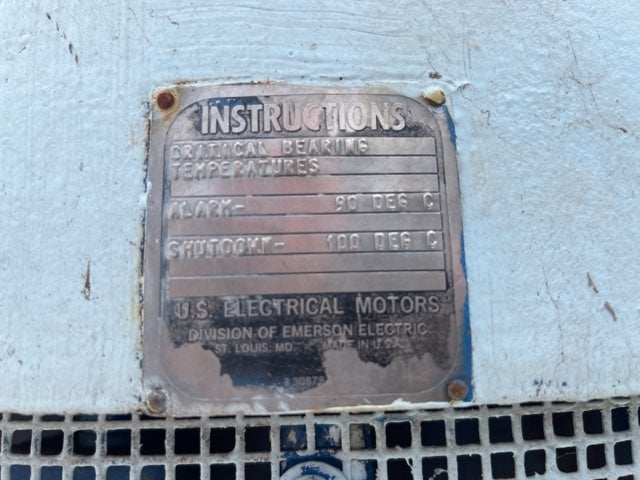 INSTRUCTIONS
CRITICAL BEARING
TEMPERATURES
ALARM- 90 DEG C
SHUTDOWN- 100 DEG C
U.S. ELECTRICAL MOTORS
DIVISION OF EMERSON ELECTRIC
ST. LOUIS, MO. MADE IN U.S.A.